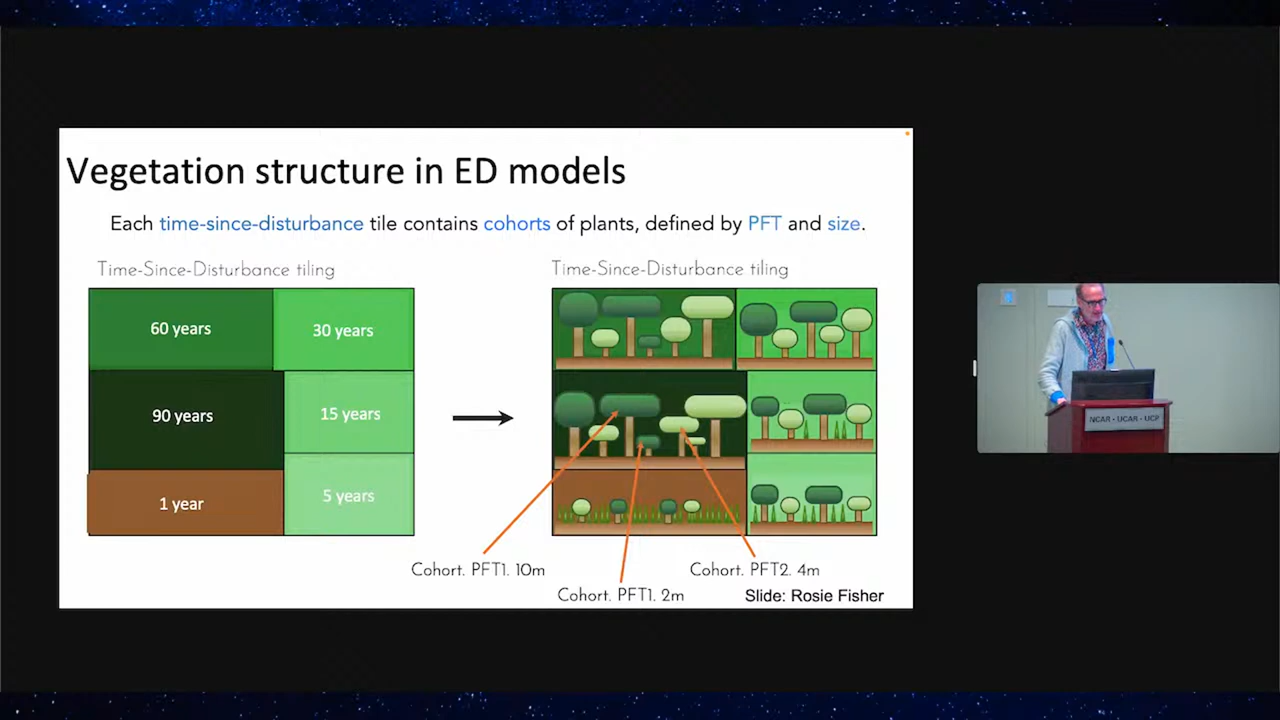 Vegetation structure in ED models
Each time-since-disturbance tile contains cohorts of plants, defined by PFT and size.
Time-Since-Disturbance tiling
60 years
30 years
90 years
15 years
1 year
5 years
Time-Since-Disturbance tiling
Cohort. PFT1. 10m
Cohort. PFT1. 2m
Cohort. PFT2. 4m
Slide: Rosie Fisher
NCAR - UCAR - UCP